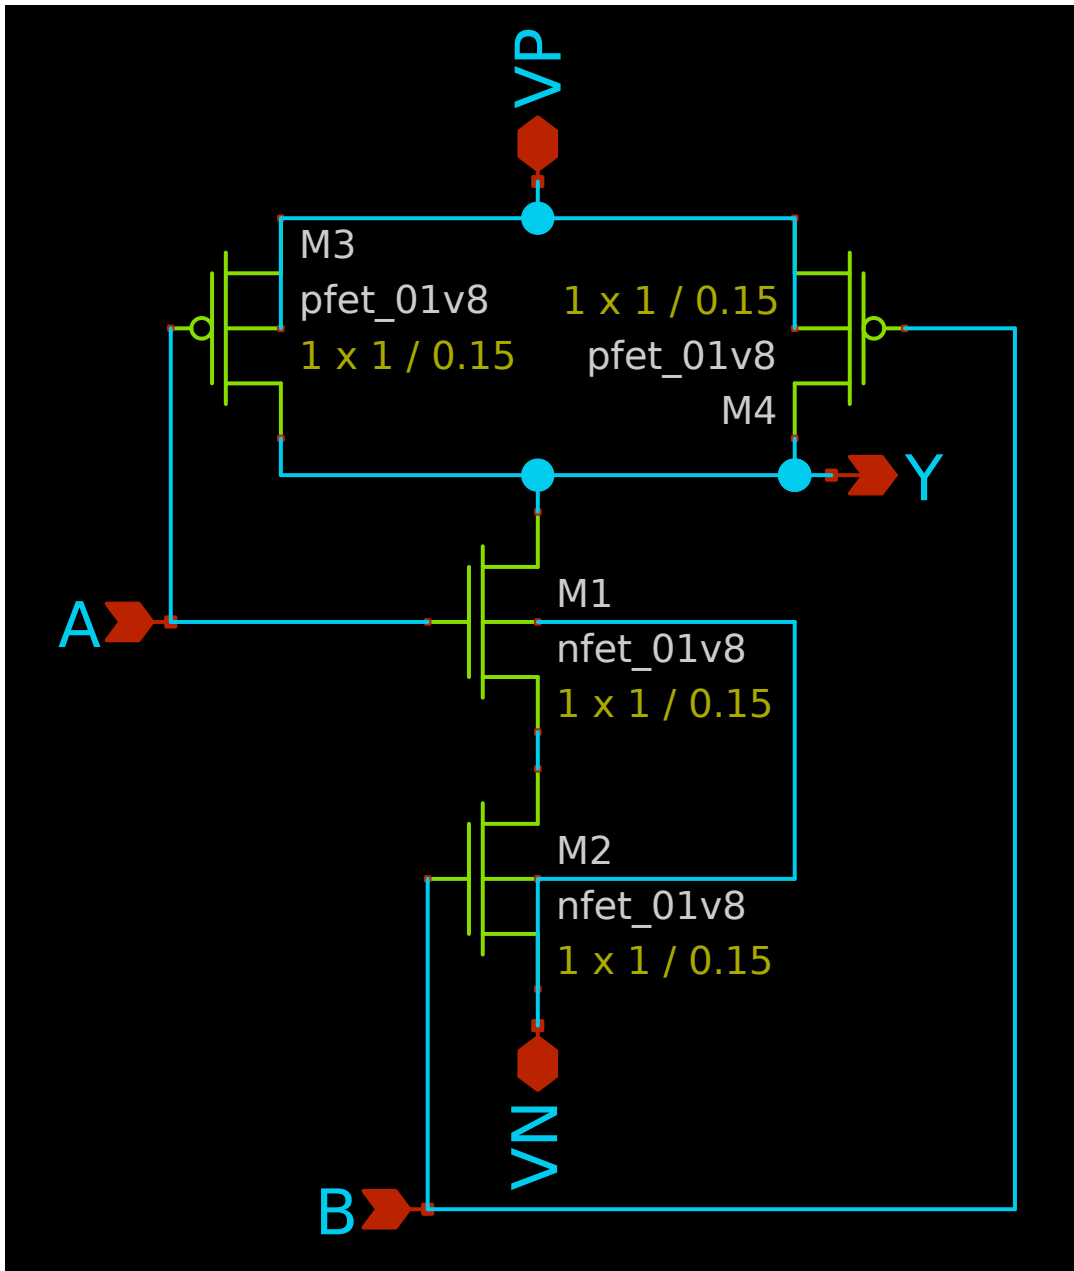 VP
M3
pfet_01v8
1 x 1 / 0.15
1 x 1 / 0.15
pfet_01v8
M4
Y
A
M1
nfet_01v8
1 x 1 / 0.15
M2
nfet_01v8
1 x 1 / 0.15
VN
B